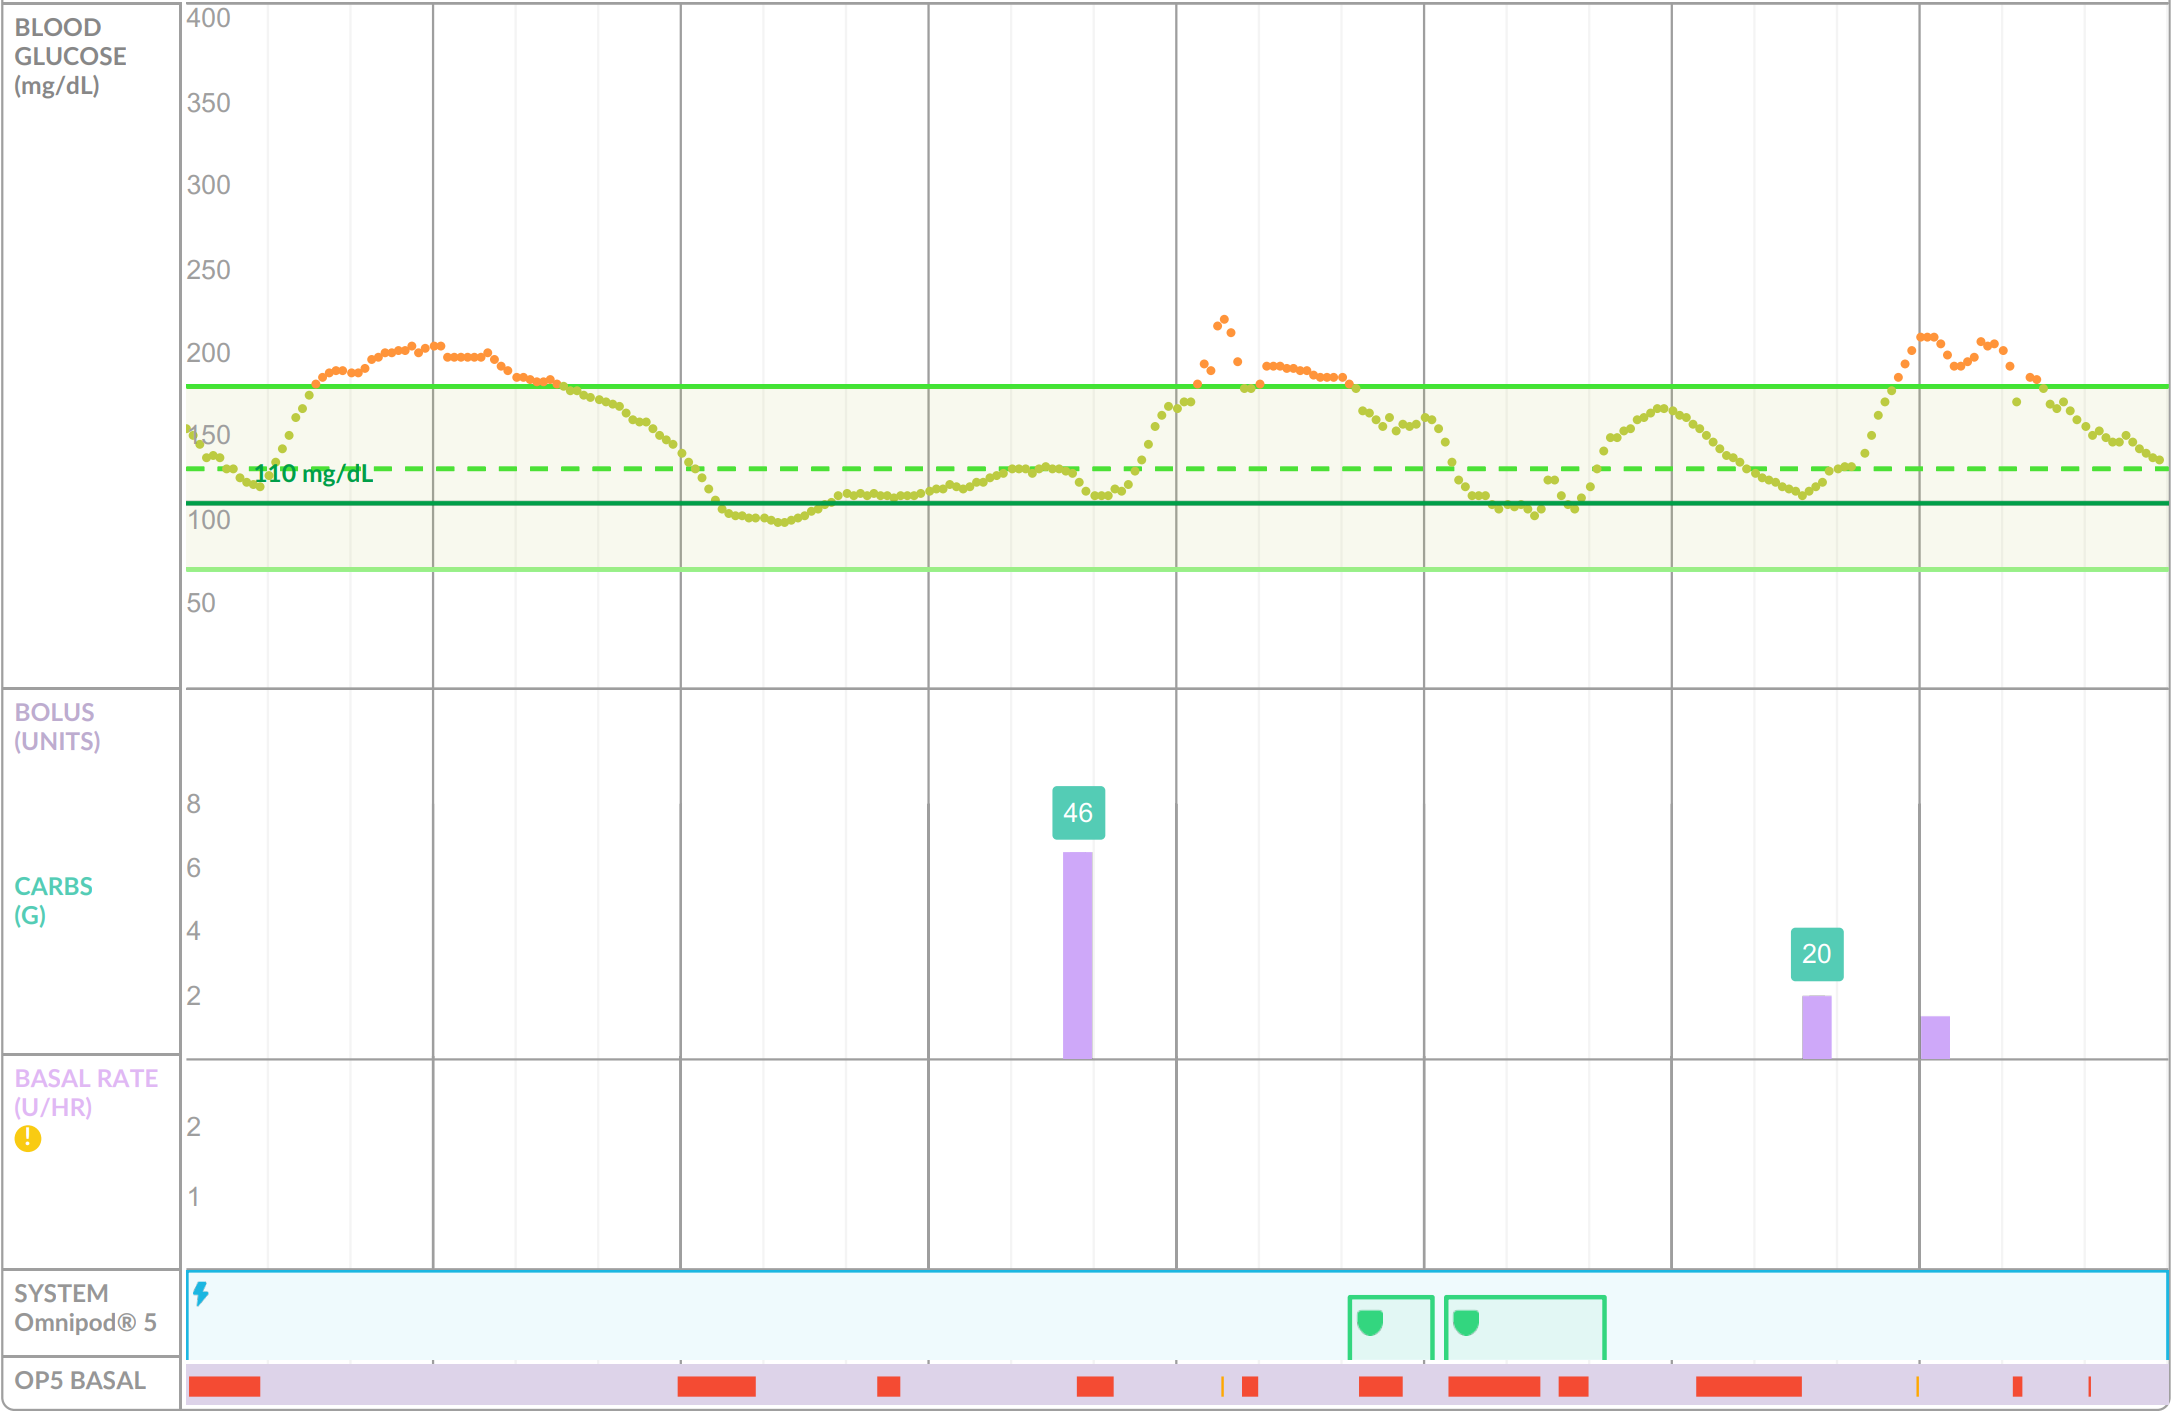 BLOOD
GLUCOSE
(mg/dL)
400
350
300
250
200
150
110 mg/dL
100
50
BOLUS
(UNITS)
8
46
6
CARBS
(G)
4
20
2
BASAL RATE
(U/HR)
!
2
1
SYSTEM
Omnipod® 5
OP5 BASAL